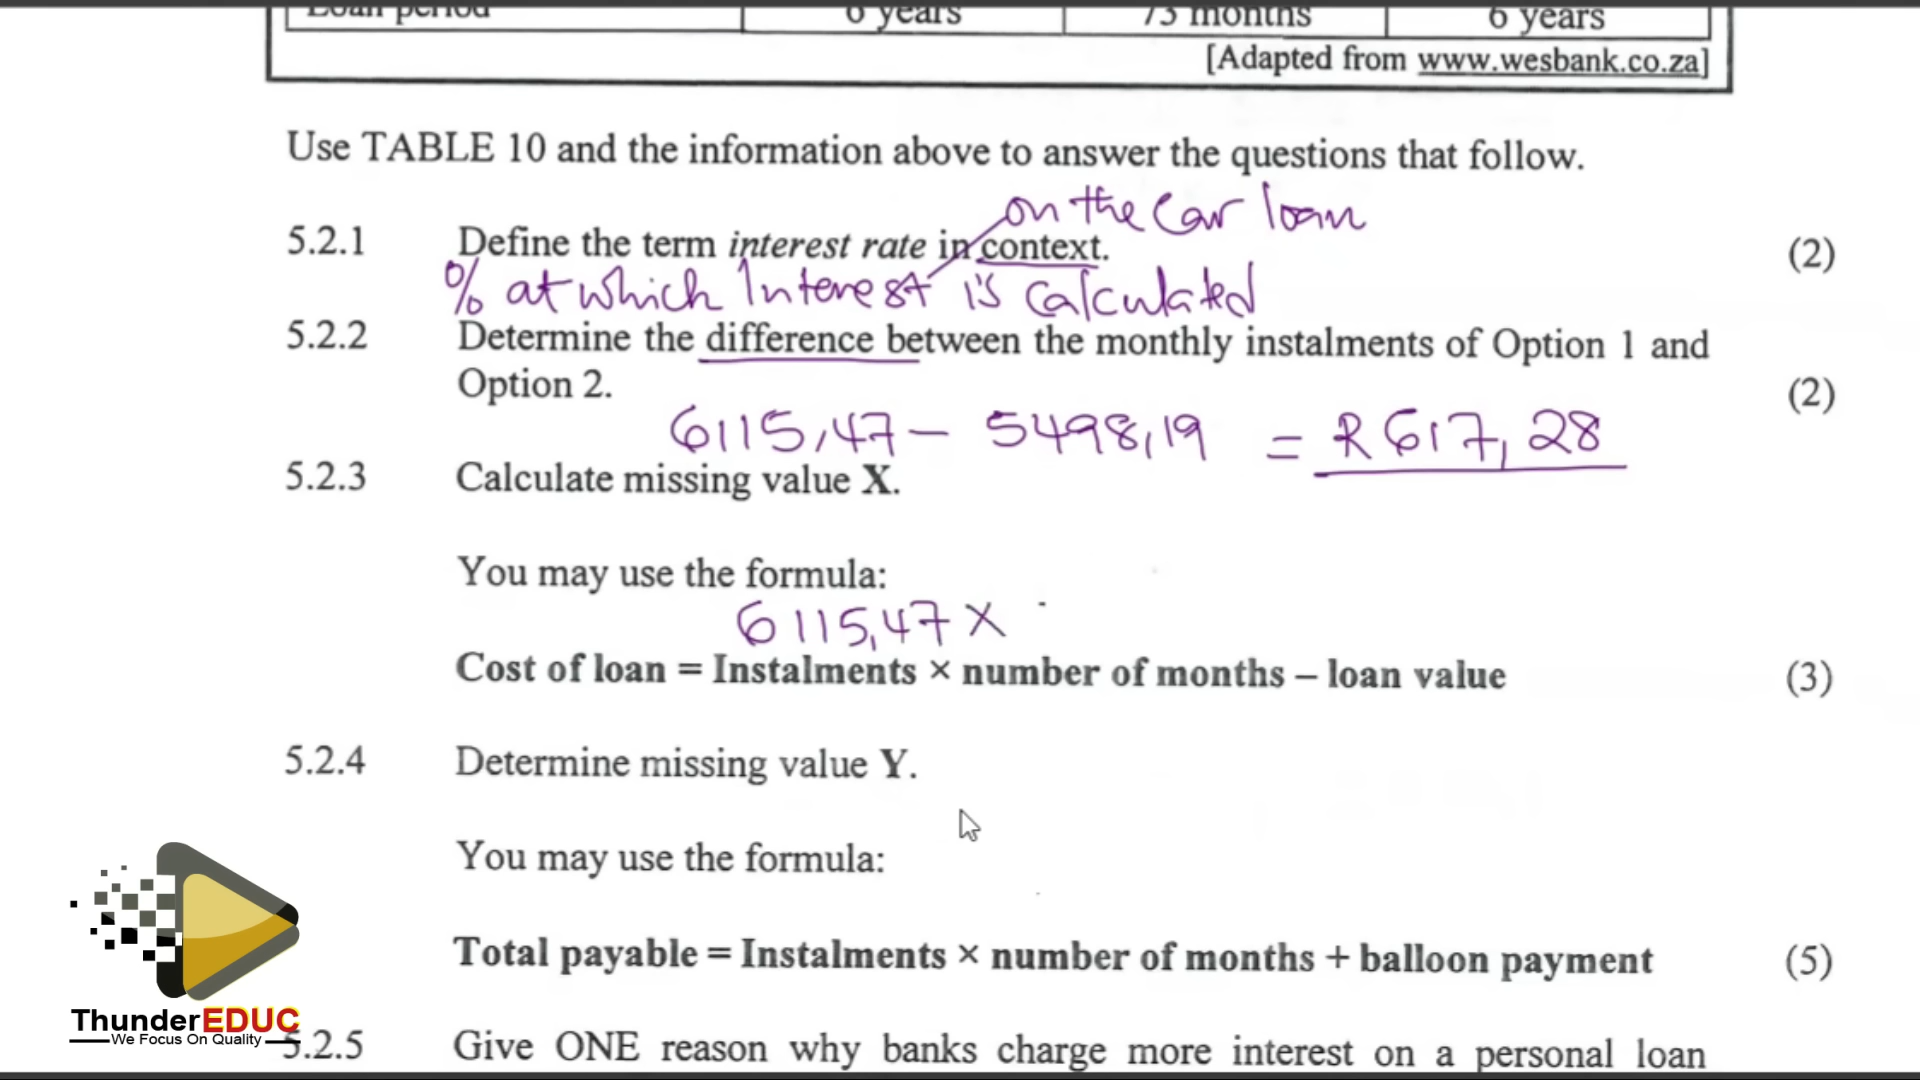 Loan period 6 years 73 months 6 years
[Adapted from www.wesbank.co.za]
Use TABLE 10 and the information above to answer the questions that follow.
on the Car loan
5.2.1 Define the term interest rate in context. (2)
% at which Interest is Calculated
5.2.2 Determine the difference between the monthly instalments of Option 1 and
Option 2. (2)
6115,47 - 5498,19 = R617,28
5.2.3 Calculate missing value X.
You may use the formula:
6115,47 X
Cost of loan = Instalments × number of months – loan value (3)
5.2.4 Determine missing value Y.
You may use the formula:
Total payable = Instalments × number of months + balloon payment (5)
ThunderEDUC
We Focus On Quality
5.2.5 Give ONE reason why banks charge more interest on a personal loan